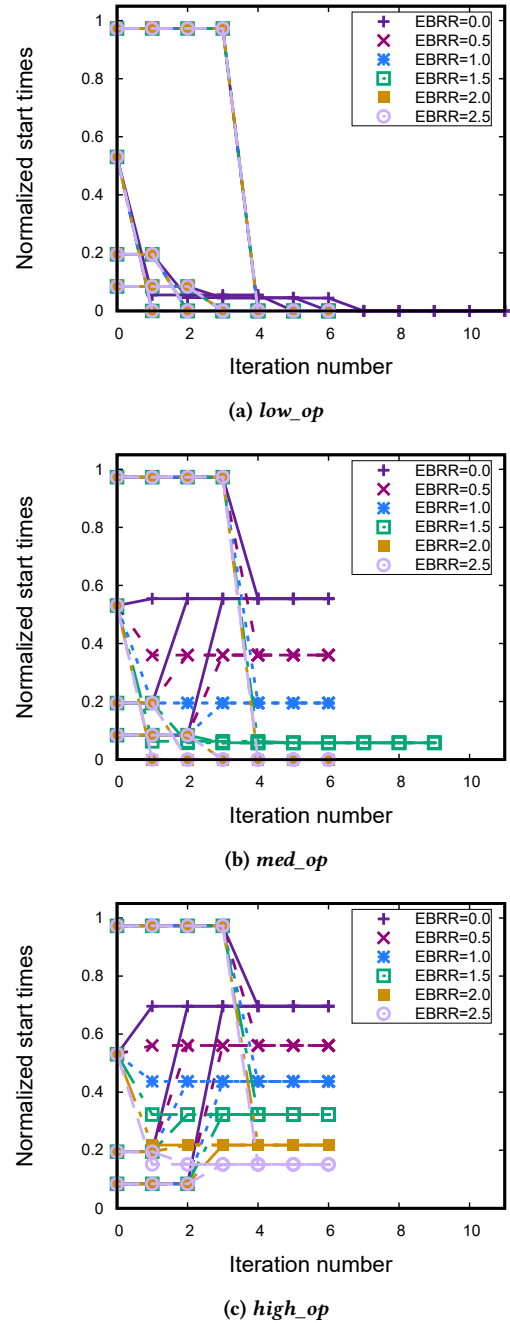 1
0.8
0.6
0.4
0.2
0
0 2 4 6 8 10
Normalized start times
Iteration number
EBRR=0.0
EBRR=0.5
EBRR=1.0
EBRR=1.5
EBRR=2.0
EBRR=2.5
(a) low_op
1
0.8
0.6
0.4
0.2
0
0 2 4 6 8 10
Normalized start times
Iteration number
EBRR=0.0
EBRR=0.5
EBRR=1.0
EBRR=1.5
EBRR=2.0
EBRR=2.5
(b) med_op
1
0.8
0.6
0.4
0.2
0
0 2 4 6 8 10
Normalized start times
Iteration number
EBRR=0.0
EBRR=0.5
EBRR=1.0
EBRR=1.5
EBRR=2.0
EBRR=2.5
(c) high_op